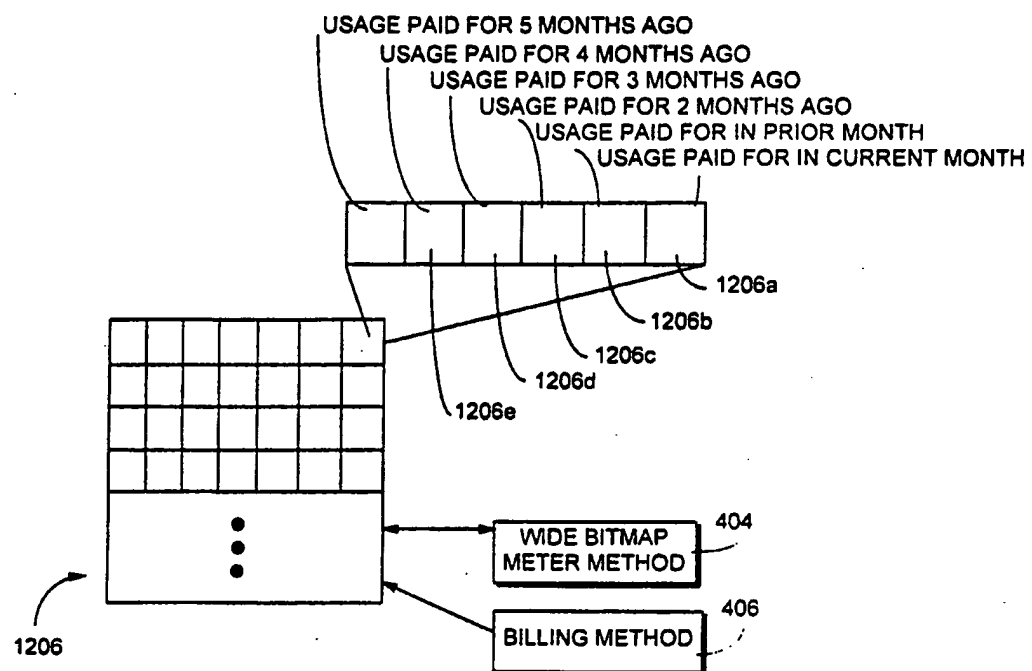 USAGE PAID FOR 5 MONTHS AGO
USAGE PAID FOR 4 MONTHS AGO
USAGE PAID FOR 3 MONTHS AGO
USAGE PAID FOR 2 MONTHS AGO
USAGE PAID FOR IN PRIOR MONTH
USAGE PAID FOR IN CURRENT MONTH
1206a
1206b
1206c
1206d
1206e
404
WIDE BITMAP
METER METHOD
406
BILLING METHOD
1206